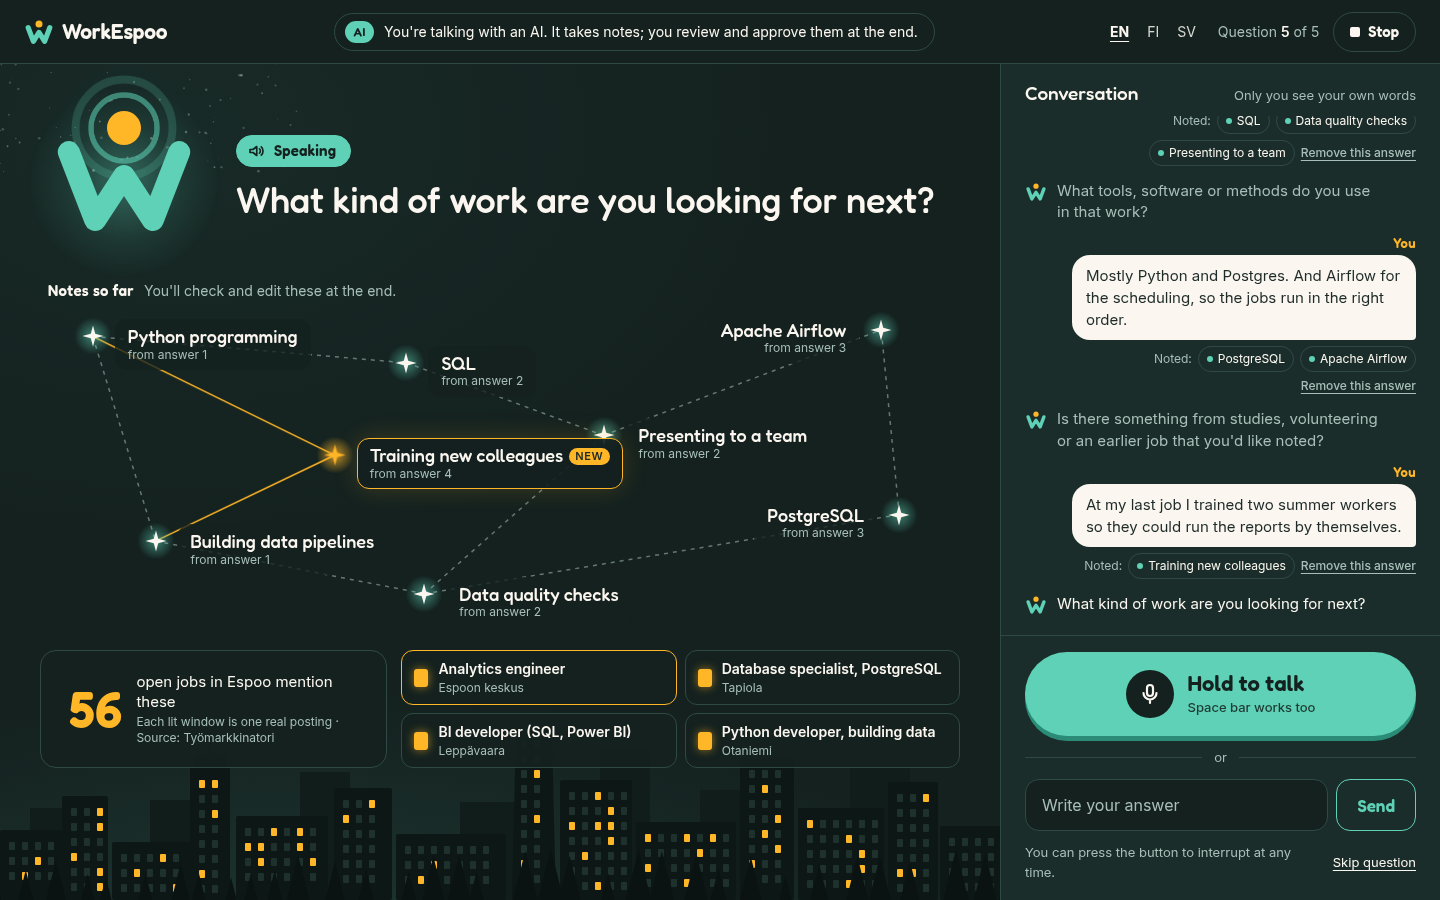 WorkEspoo
AI You're talking with an AI. It takes notes; you review and approve them at the end.
EN FI SV Question 5 of 5 Stop
Speaking
What kind of work are you looking for next?
Notes so far You'll check and edit these at the end.
Python programming
from answer 1
SQL
from answer 2
Apache Airflow
from answer 3
Presenting to a team
from answer 2
Training new colleagues NEW
from answer 4
PostgreSQL
from answer 3
Building data pipelines
from answer 1
Data quality checks
from answer 2
56
open jobs in Espoo mention
these
Each lit window is one real posting ·
Source: Työmarkkinatori
Analytics engineer
Espoon keskus
Database specialist, PostgreSQL
Tapiola
BI developer (SQL, Power BI)
Leppävaara
Python developer, building data
Otaniemi
Conversation Only you see your own words
Noted: SQL Data quality checks
Presenting to a team Remove this answer
What tools, software or methods do you use
in that work?
You
Mostly Python and Postgres. And Airflow for
the scheduling, so the jobs run in the right
order.
Noted: PostgreSQL Apache Airflow
Remove this answer
Is there something from studies, volunteering
or an earlier job that you'd like noted?
You
At my last job I trained two summer workers
so they could run the reports by themselves.
Noted: Training new colleagues Remove this answer
What kind of work are you looking for next?
Hold to talk
Space bar works too
or
Write your answer Send
You can press the button to interrupt at any
time.
Skip question